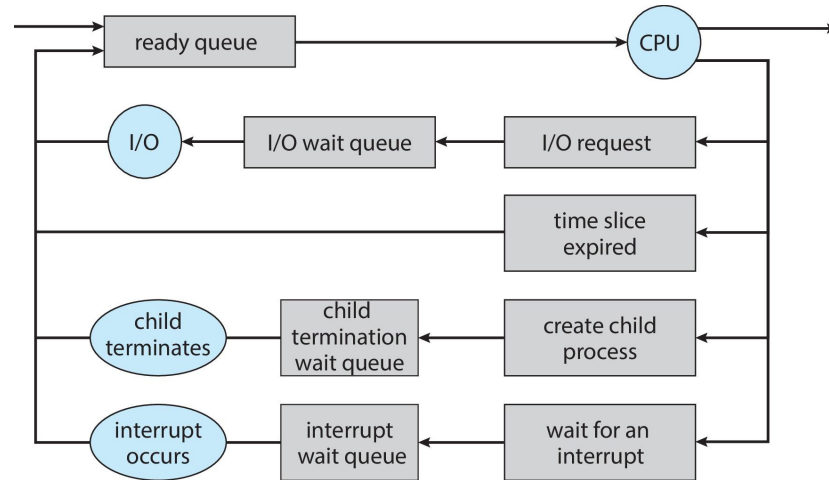 ready queue
CPU
I/O
I/O wait queue
I/O request
time slice
expired
child
terminates
child
termination
wait queue
create child
process
interrupt
occurs
interrupt
wait queue
wait for an
interrupt